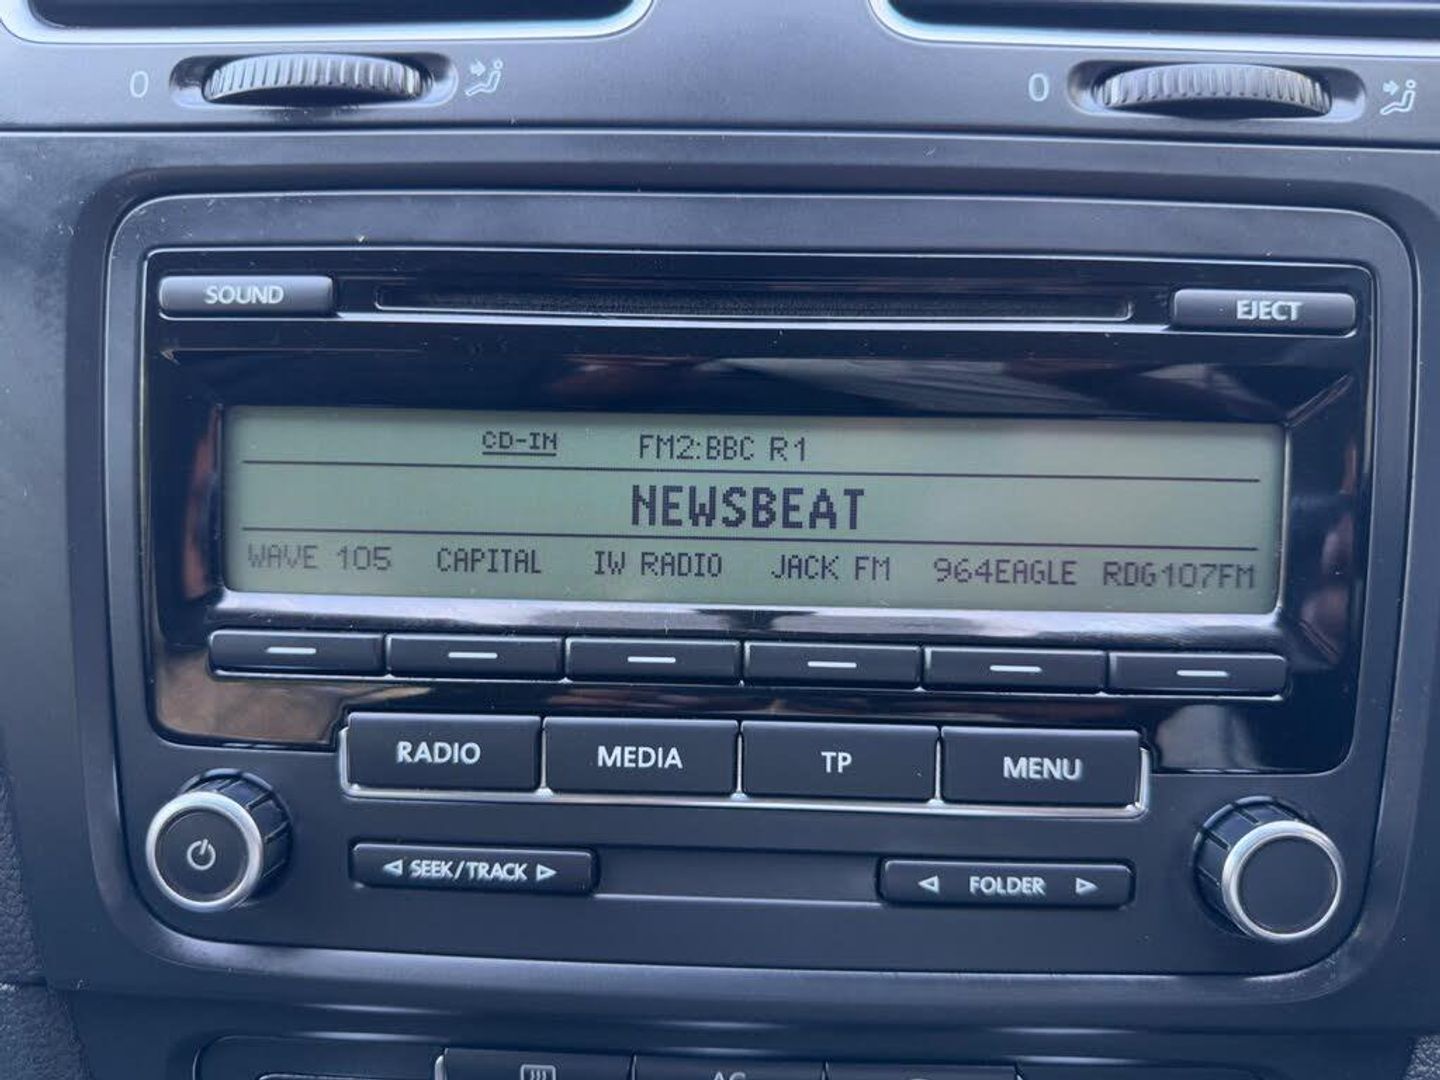 0 0
SOUND EJECT
CD-IN FM2:BBC R1
NEWSBEAT
WAVE 105 CAPITAL IW RADIO JACK FM 964EAGLE RDG107FM
RADIO MEDIA TP MENU
SEEK/TRACK FOLDER
AC